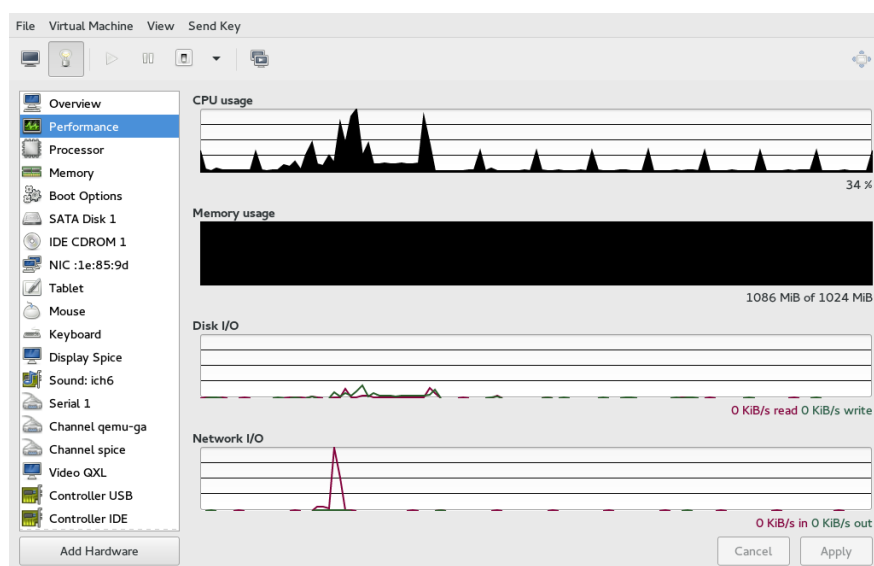 File Virtual Machine View Send Key
Overview
Performance
Processor
Memory
Boot Options
SATA Disk 1
IDE CDROM 1
NIC :1e:85:9d
Tablet
Mouse
Keyboard
Display Spice
Sound: ich6
Serial 1
Channel qemu-ga
Channel spice
Video QXL
Controller USB
Controller IDE
Add Hardware
CPU usage
34 %
Memory usage
1086 MiB of 1024 MiB
Disk I/O
0 KiB/s read 0 KiB/s write
Network I/O
0 KiB/s in 0 KiB/s out
Cancel Apply